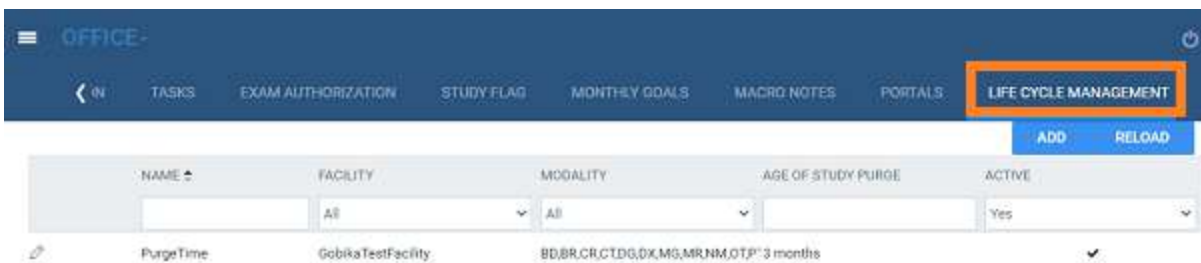 OFFICE-
IN TASKS EXAM AUTHORIZATION STUDY FLAG MONTHLY GOALS MACRO NOTES PORTALS LIFE CYCLE MANAGEMENT
ADD RELOAD
NAME FACILITY MODALITY AGE OF STUDY PURGE ACTIVE
All All Yes
PurgeTime GobikaTestFacility BD,BR,CR,CT,DG,DX,MG,MR,NM,OT,P 3 months